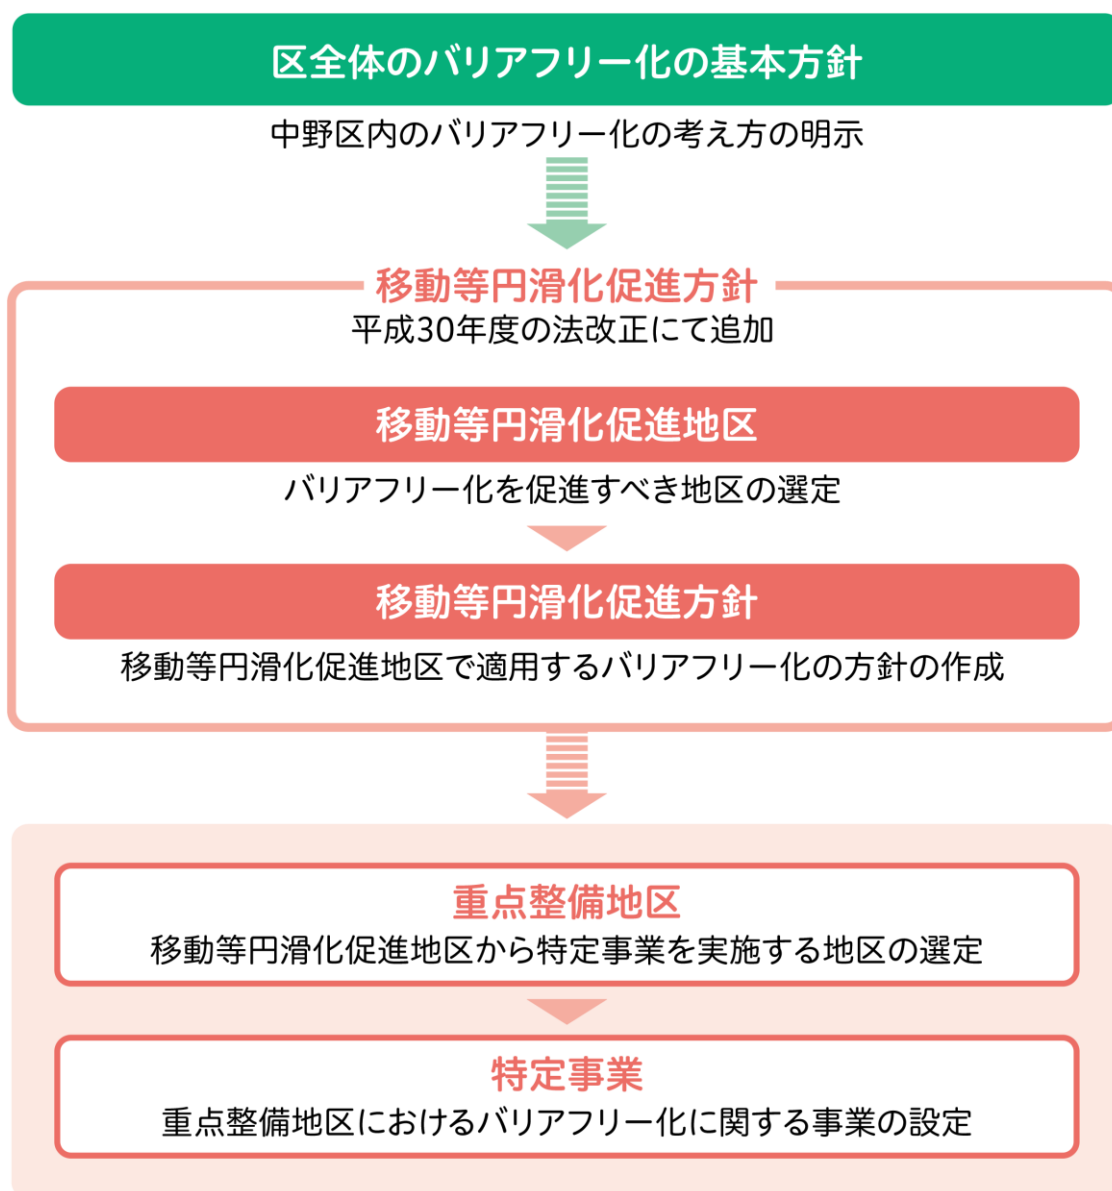 区全体のバリアフリー化の基本方針
中野区内のバリアフリー化の考え方の明示
移動等円滑化促進方針
平成30年度の法改正にて追加
移動等円滑化促進地区
バリアフリー化を促進すべき地区の選定
移動等円滑化促進方針
移動等円滑化促進地区で適用するバリアフリー化の方針の作成
重点整備地区
移動等円滑化促進地区から特定事業を実施する地区の選定
特定事業
重点整備地区におけるバリアフリー化に関する事業の設定